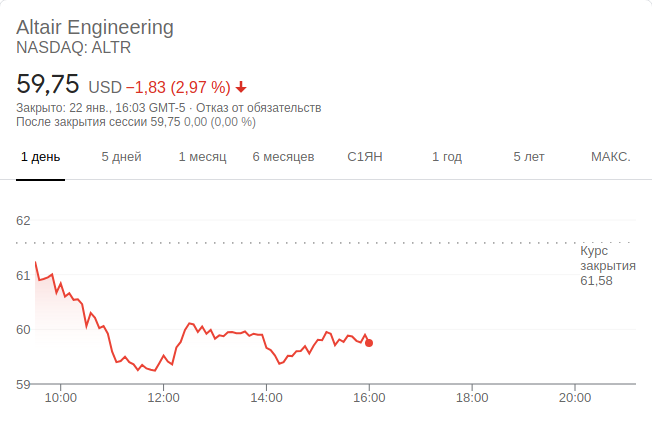 Altair Engineering
NASDAQ: ALTR
59,75 USD −1,83 (2,97 %)
Закрыто: 22 янв., 16:03 GMT-5 · Отказ от обязательств
После закрытия сессии 59,75 0,00 (0,00 %)
1 день 5 дней 1 месяц 6 месяцев С1ЯН 1 год 5 лет МАКС.
62
Курс
закрытия
61,58
61
60
59
10:00 12:00 14:00 16:00 18:00 20:00